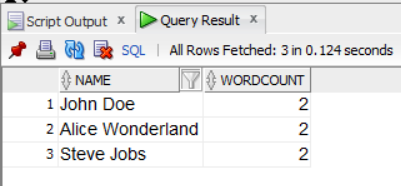 Script Output x Query Result x
SQL | All Rows Fetched: 3 in 0.124 seconds
NAME WORDCOUNT
1 John Doe 2
2 Alice Wonderland 2
3 Steve Jobs 2